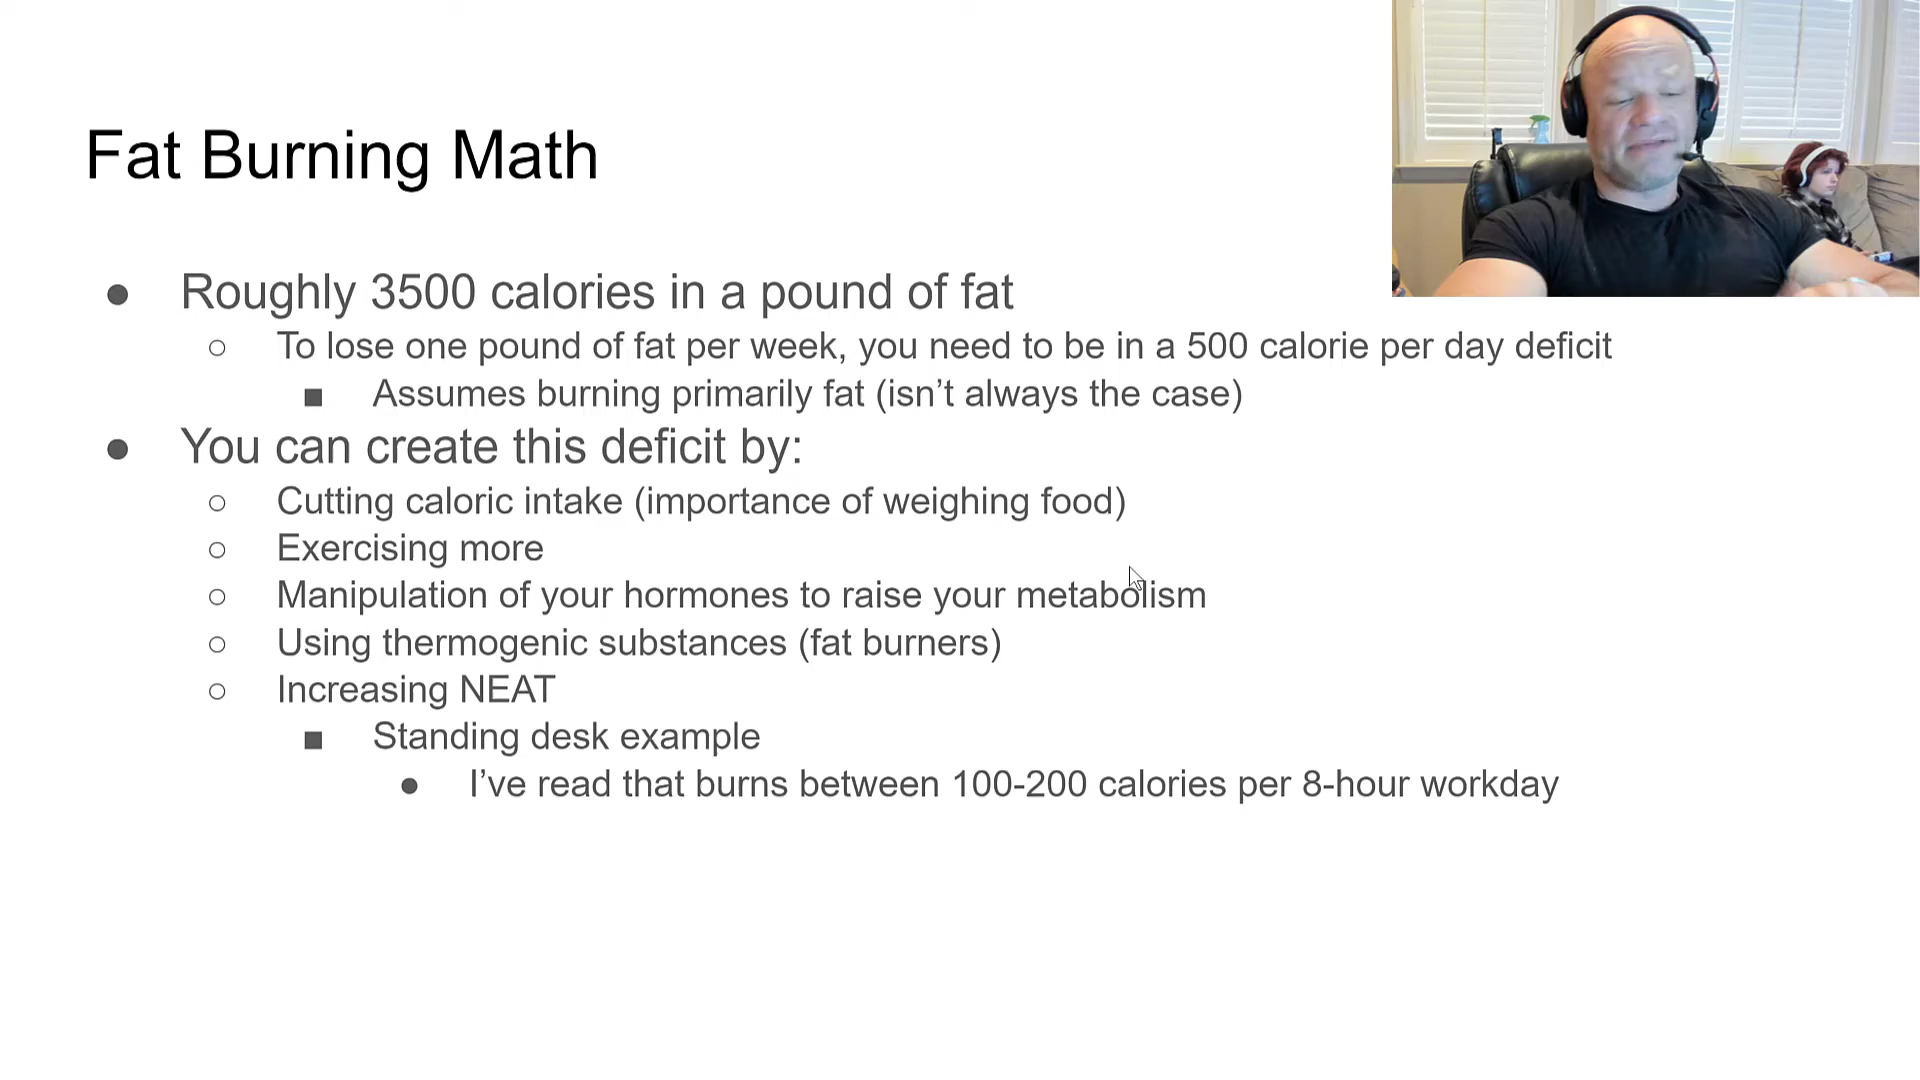 Fat Burning Math
● Roughly 3500 calories in a pound of fat
○ To lose one pound of fat per week, you need to be in a 500 calorie per day deficit
■ Assumes burning primarily fat (isn’t always the case)
● You can create this deficit by:
○ Cutting caloric intake (importance of weighing food)
○ Exercising more
○ Manipulation of your hormones to raise your metabolism
○ Using thermogenic substances (fat burners)
○ Increasing NEAT
■ Standing desk example
● I’ve read that burns between 100-200 calories per 8-hour workday